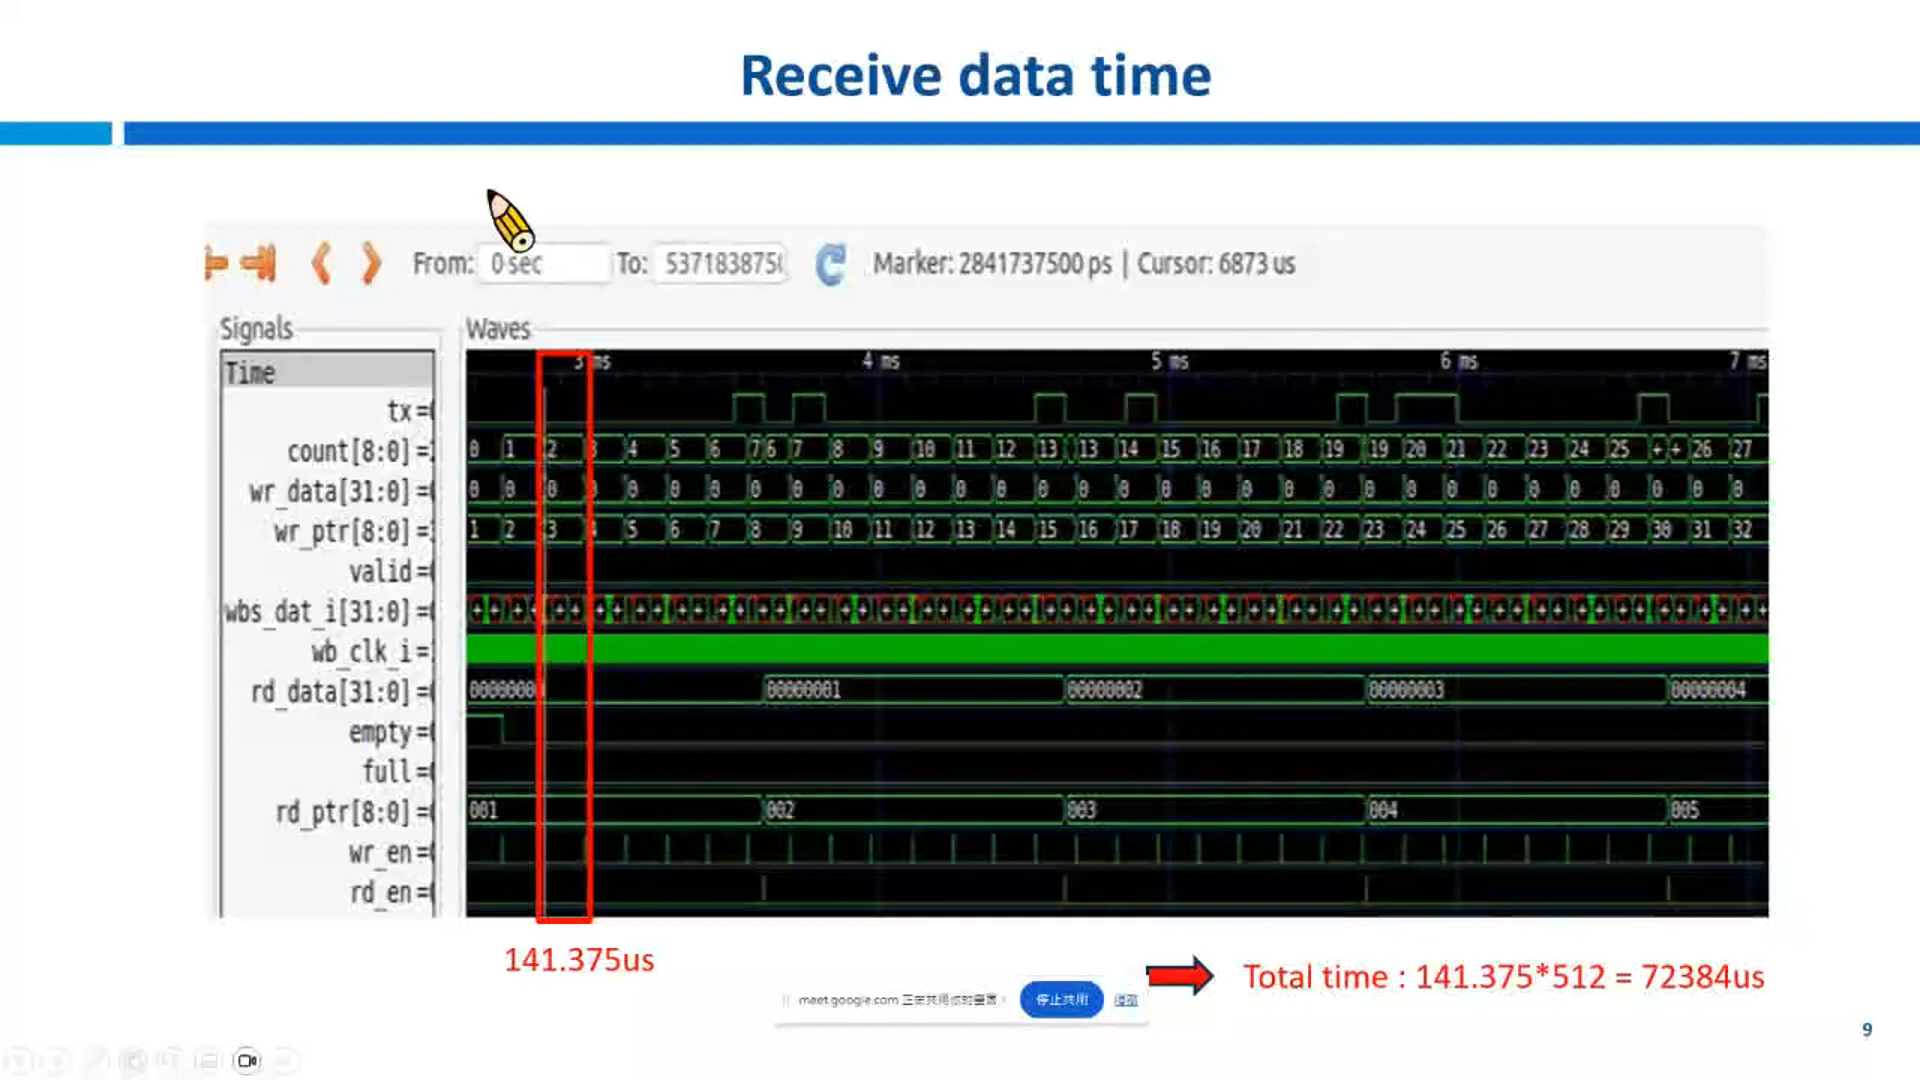 Receive data time
From: 0 sec To: 5371838750 Marker: 2841737500 ps | Cursor: 6873 us
Signals Waves
Time
3 ms 4 ms 5 ms 6 ms 7 ms
tx =
count[8:0] = 0 1 2 3 4 5 6 7 6 7 8 9 10 11 12 13 13 14 15 16 17 18 19 19 20 21 22 23 24 25 + + 26 27
wr_data[31:0] = 0 0 0 0 0 0 0 0 0 0 0 0 0 0 0 0 0 0 0 0 0 0 0 0 0 0 0 0 0 0 0 0
wr_ptr[8:0] = 1 2 3 4 5 6 7 8 9 10 11 12 13 14 15 16 17 18 19 20 21 22 23 24 25 26 27 28 29 30 31 32
valid =
wbs_dat_i[31:0] =
wb_clk_i =
rd_data[31:0] = 00000000 00000001 00000002 00000003 00000004
empty =
full =
rd_ptr[8:0] = 001 002 003 004 005
wr_en =
rd_en =
141.375us
Total time : 141.375*512 = 72384us
meet.google.com 正在共用你的畫面。 停止共用 隱藏
9